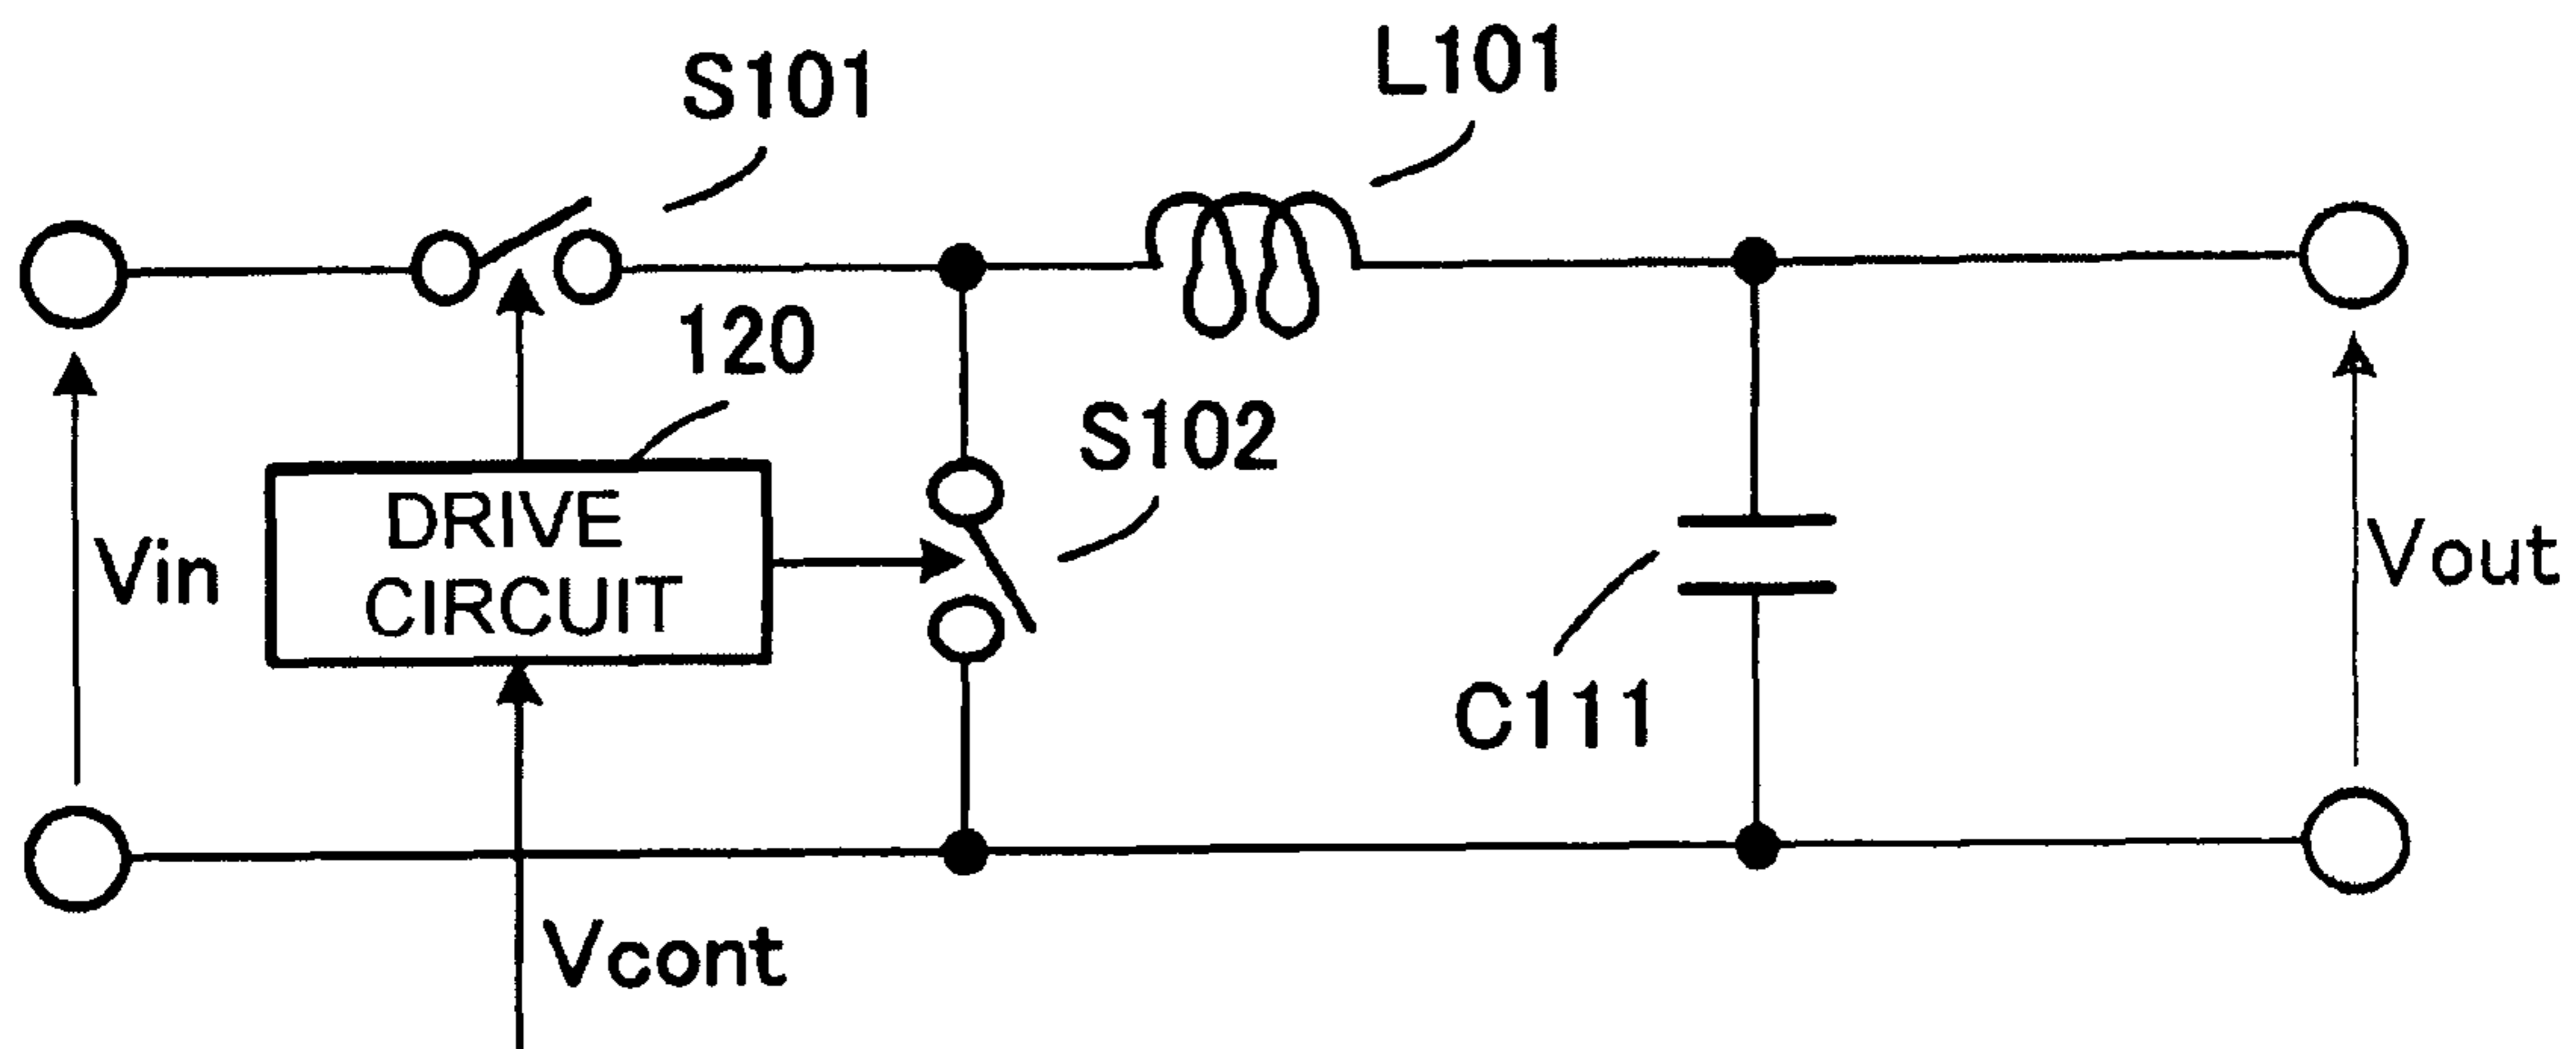 S101
L101
120
S102
DRIVE
CIRCUIT
Vin
Vout
C111
Vcont